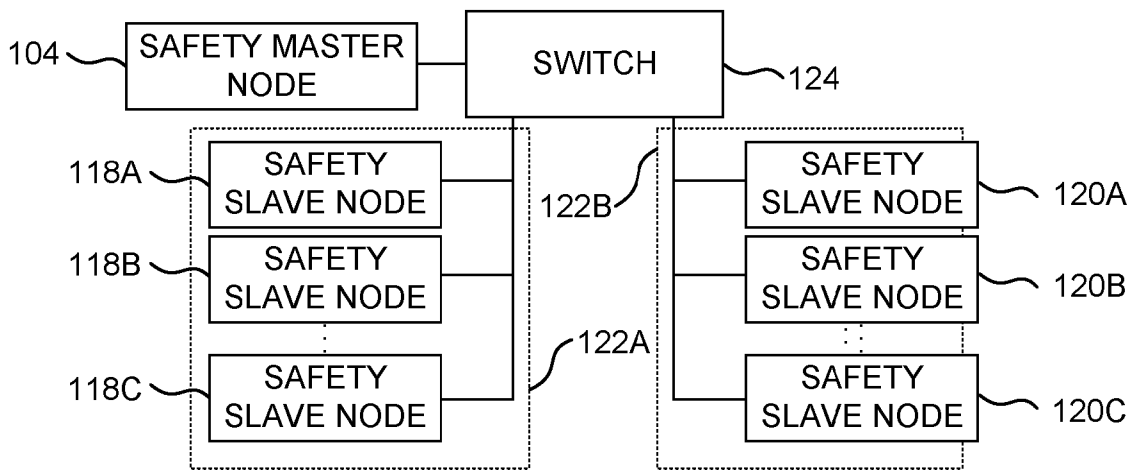 104
SAFETY MASTER
NODE
SWITCH
124
118A
SAFETY
SLAVE NODE
118B
SAFETY
SLAVE NODE
118C
SAFETY
SLAVE NODE
122A
122B
SAFETY
SLAVE NODE
120A
SAFETY
SLAVE NODE
120B
SAFETY
SLAVE NODE
120C